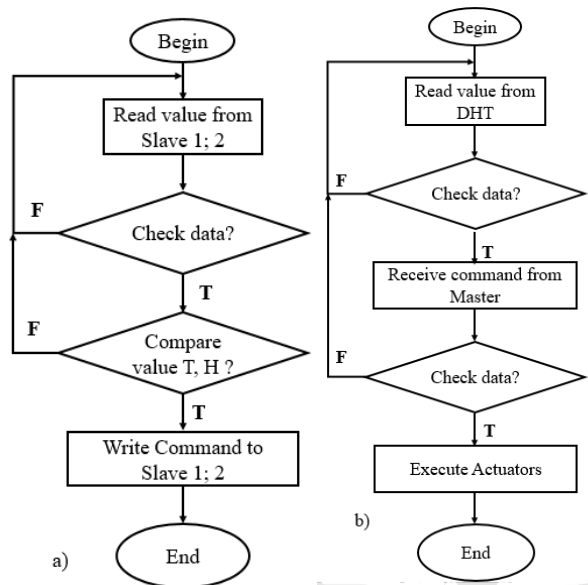 Begin
Read value from
Slave 1; 2
F
Check data?
T
F
Compare
value T, H ?
T
Write Command to
Slave 1; 2
End
a)
Begin
Read value from
DHT
F
Check data?
T
Receive command from
Master
F
Check data?
T
Execute Actuators
End
b)